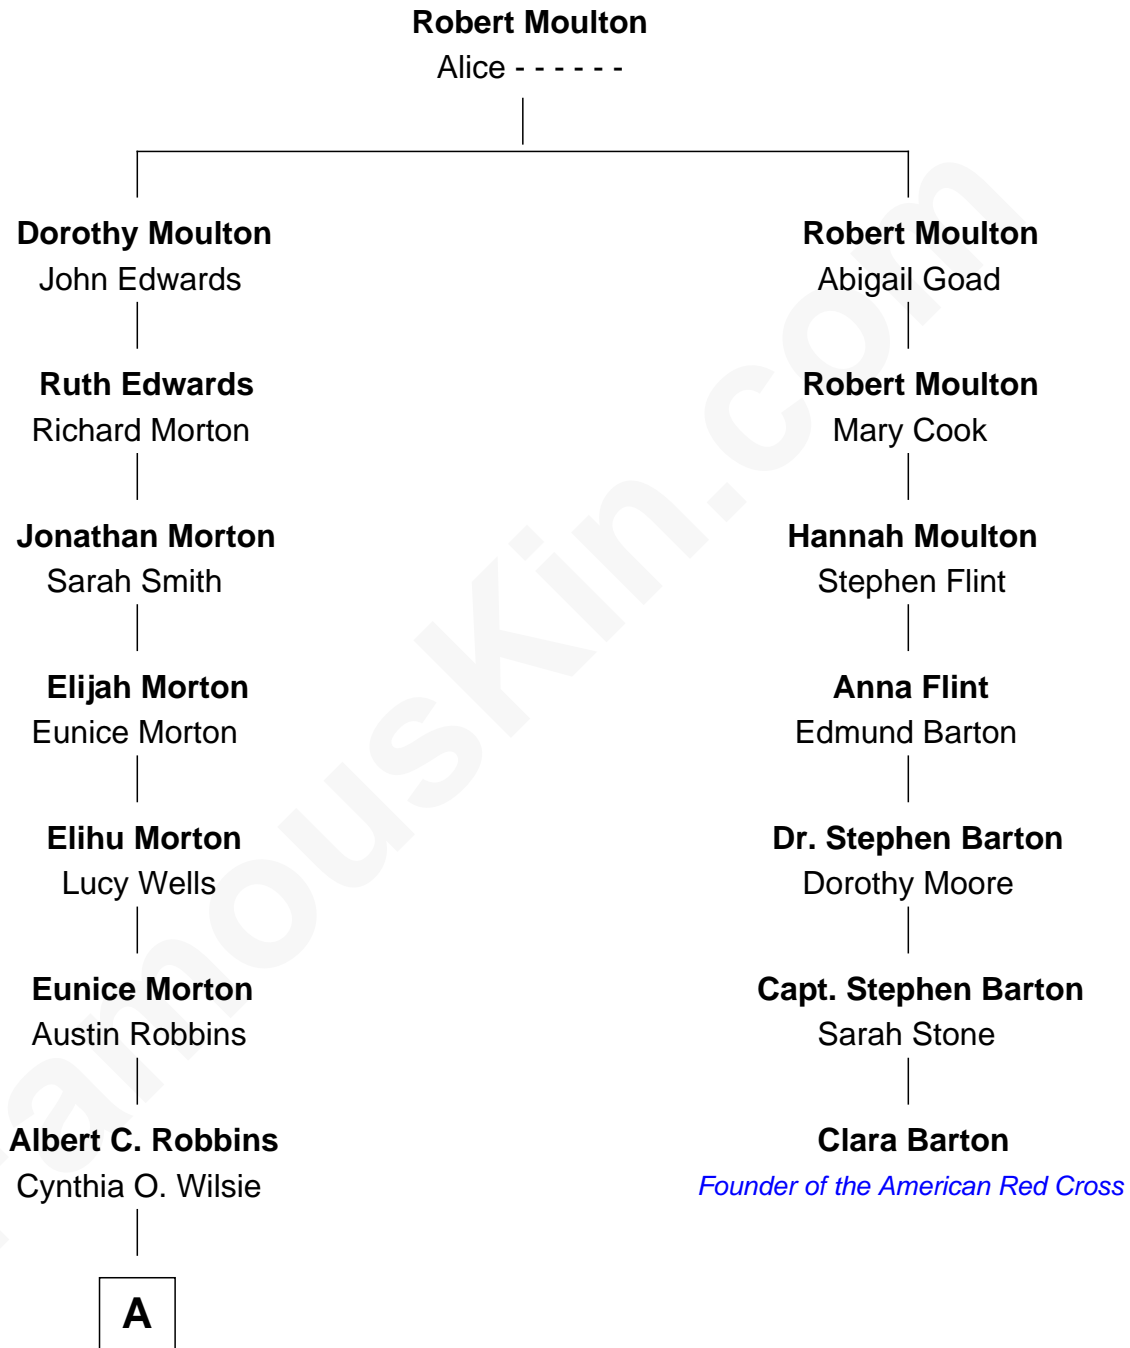 Robert Moulton
Alice - - - - - -
Dorothy Moulton
John Edwards
Robert Moulton
Abigail Goad
Ruth Edwards
Richard Morton
Robert Moulton
Mary Cook
Jonathan Morton
Sarah Smith
Hannah Moulton
Stephen Flint
Elijah Morton
Eunice Morton
Anna Flint
Edmund Barton
Elihu Morton
Lucy Wells
Dr. Stephen Barton
Dorothy Moore
Eunice Morton
Austin Robbins
Capt. Stephen Barton
Sarah Stone
Albert C. Robbins
Cynthia O. Wilsie
Clara Barton
Founder of the American Red Cross
A
FamousKin.com